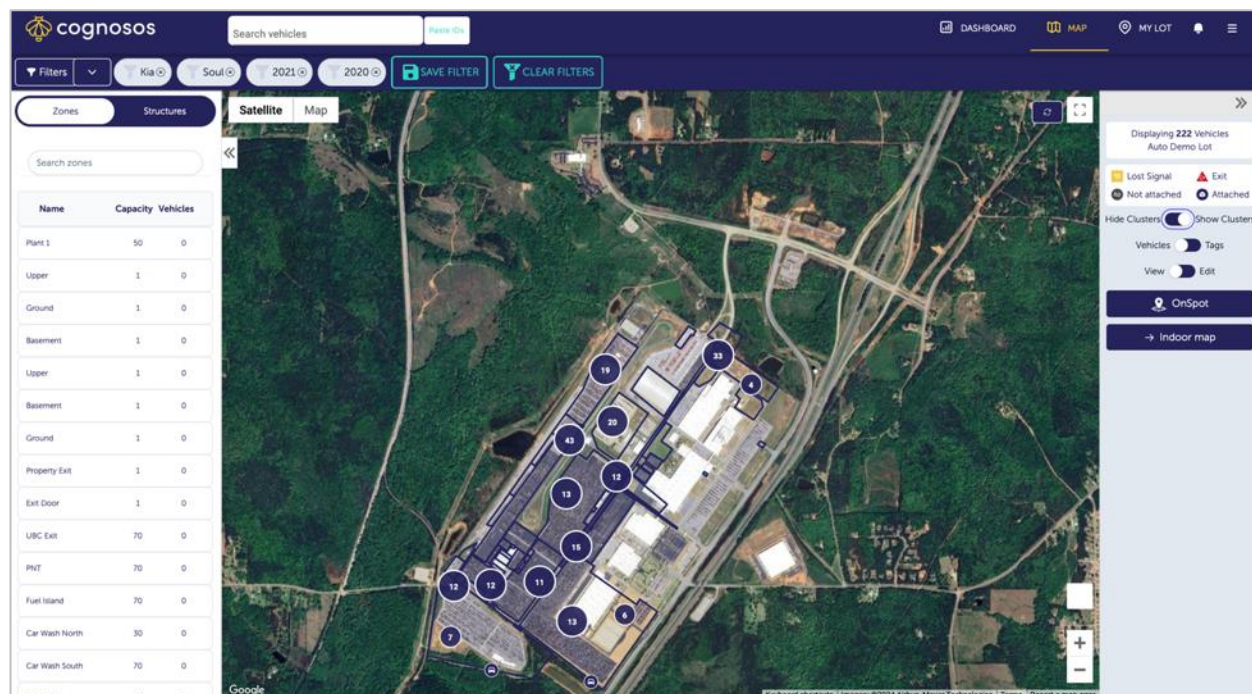 cognosos
Search vehicles
Paste IDs
DASHBOARD
MAP
MY LOT
Filters
Kia
Soul
2021
2020
SAVE FILTER
CLEAR FILTERS
Zones
Structures
Search zones
Name Capacity Vehicles
Plant 1 50 0
Upper 1 0
Ground 1 0
Basement 1 0
Upper 1 0
Basement 1 0
Ground 1 0
Property Exit 1 0
Exit Door 1 0
UBC Exit 70 0
PNT 70 0
Fuel Island 70 0
Car Wash North 30 0
Car Wash South 70 0
Satellite Map
33
4
19
20
43
12
13
15
12
12
11
13
6
7
Google
Displaying 222 Vehicles
Auto Demo Lot
Lost Signal
Exit
Not attached
Attached
Hide Clusters
Show Cluster
Vehicles
Tags
View
Edit
OnSpot
Indoor map